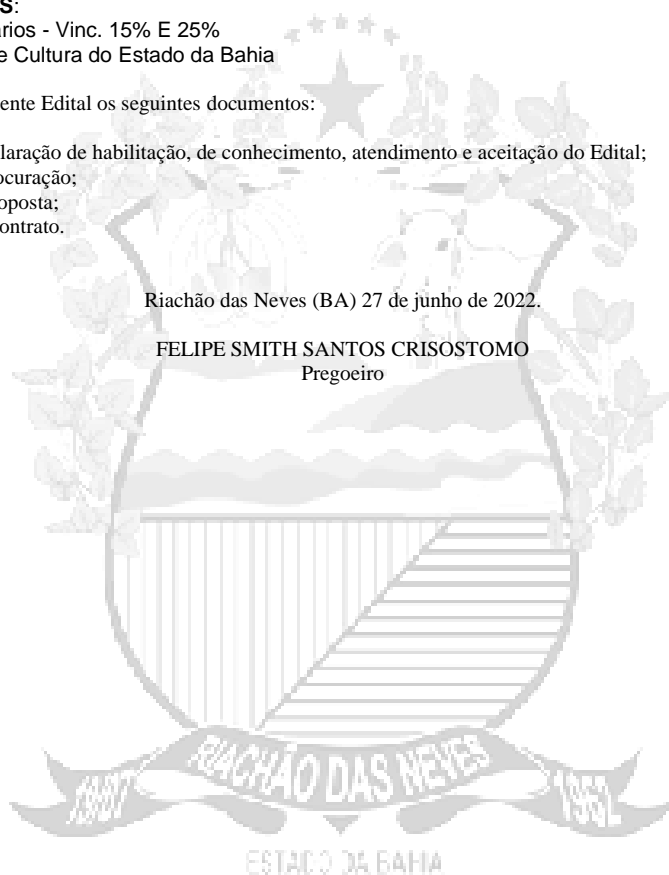 S:
rios - Vinc. 15% E 25%
e Cultura do Estado da Bahia
ente Edital os seguintes documentos:
laração de habilitação, de conhecimento, atendimento e aceitação do Edital;
ocuração;
oposta;
ontrato.
Riachão das Neves (BA) 27 de junho de 2022.
FELIPE SMITH SANTOS CRISOSTOMO
Pregoeiro
RIACHÃO DAS NEVES
1962
ESTADO DA BAHIA